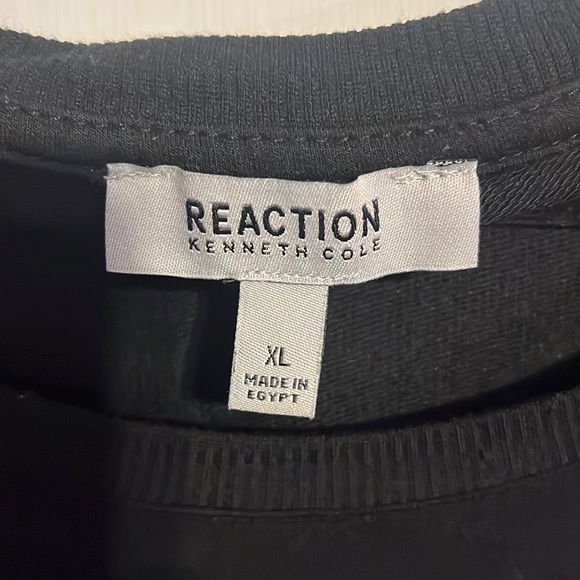 REACTION
KENNETH COLE
XL
MADE IN
EGYPT